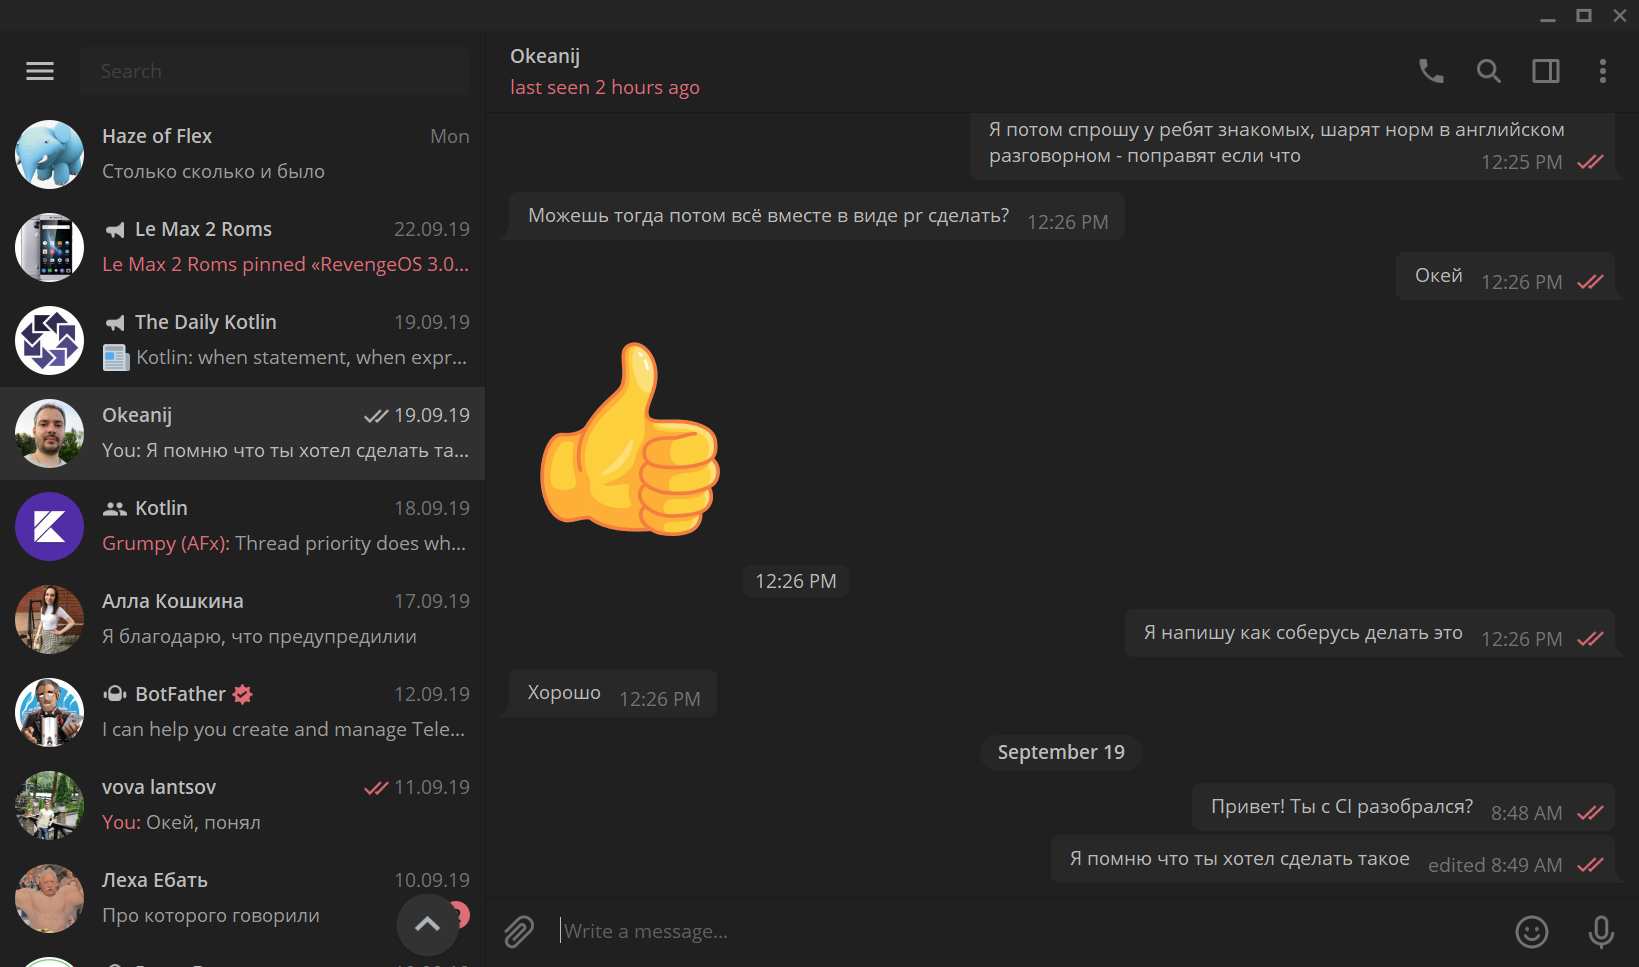 Search
Haze of Flex
Mon
Столько сколько и было
Le Max 2 Roms
22.09.19
Le Max 2 Roms pinned «RevengeOS 3.0...
The Daily Kotlin
19.09.19
Kotlin: when statement, when expr...
Okeanij
19.09.19
You: Я помню что ты хотел сделать та...
Kotlin
18.09.19
Grumpy (AFx): Thread priority does wh...
Алла Кошкина
17.09.19
Я благодарю, что предупредилии
BotFather
12.09.19
I can help you create and manage Tele...
vova lantsov
11.09.19
You: Окей, понял
Леха Ебать
10.09.19
Про которого говорили
Okeanij
last seen 2 hours ago
Я потом спрошу у ребят знакомых, шарят норм в английском
разговорном - поправят если что
12:25 PM
Можешь тогда потом всё вместе в виде pr сделать?
12:26 PM
Окей
12:26 PM
12:26 PM
Я напишу как соберусь делать это
12:26 PM
Хорошо
12:26 PM
September 19
Привет! Ты с CI разобрался?
8:48 AM
Я помню что ты хотел сделать такое
edited 8:49 AM
Write a message...